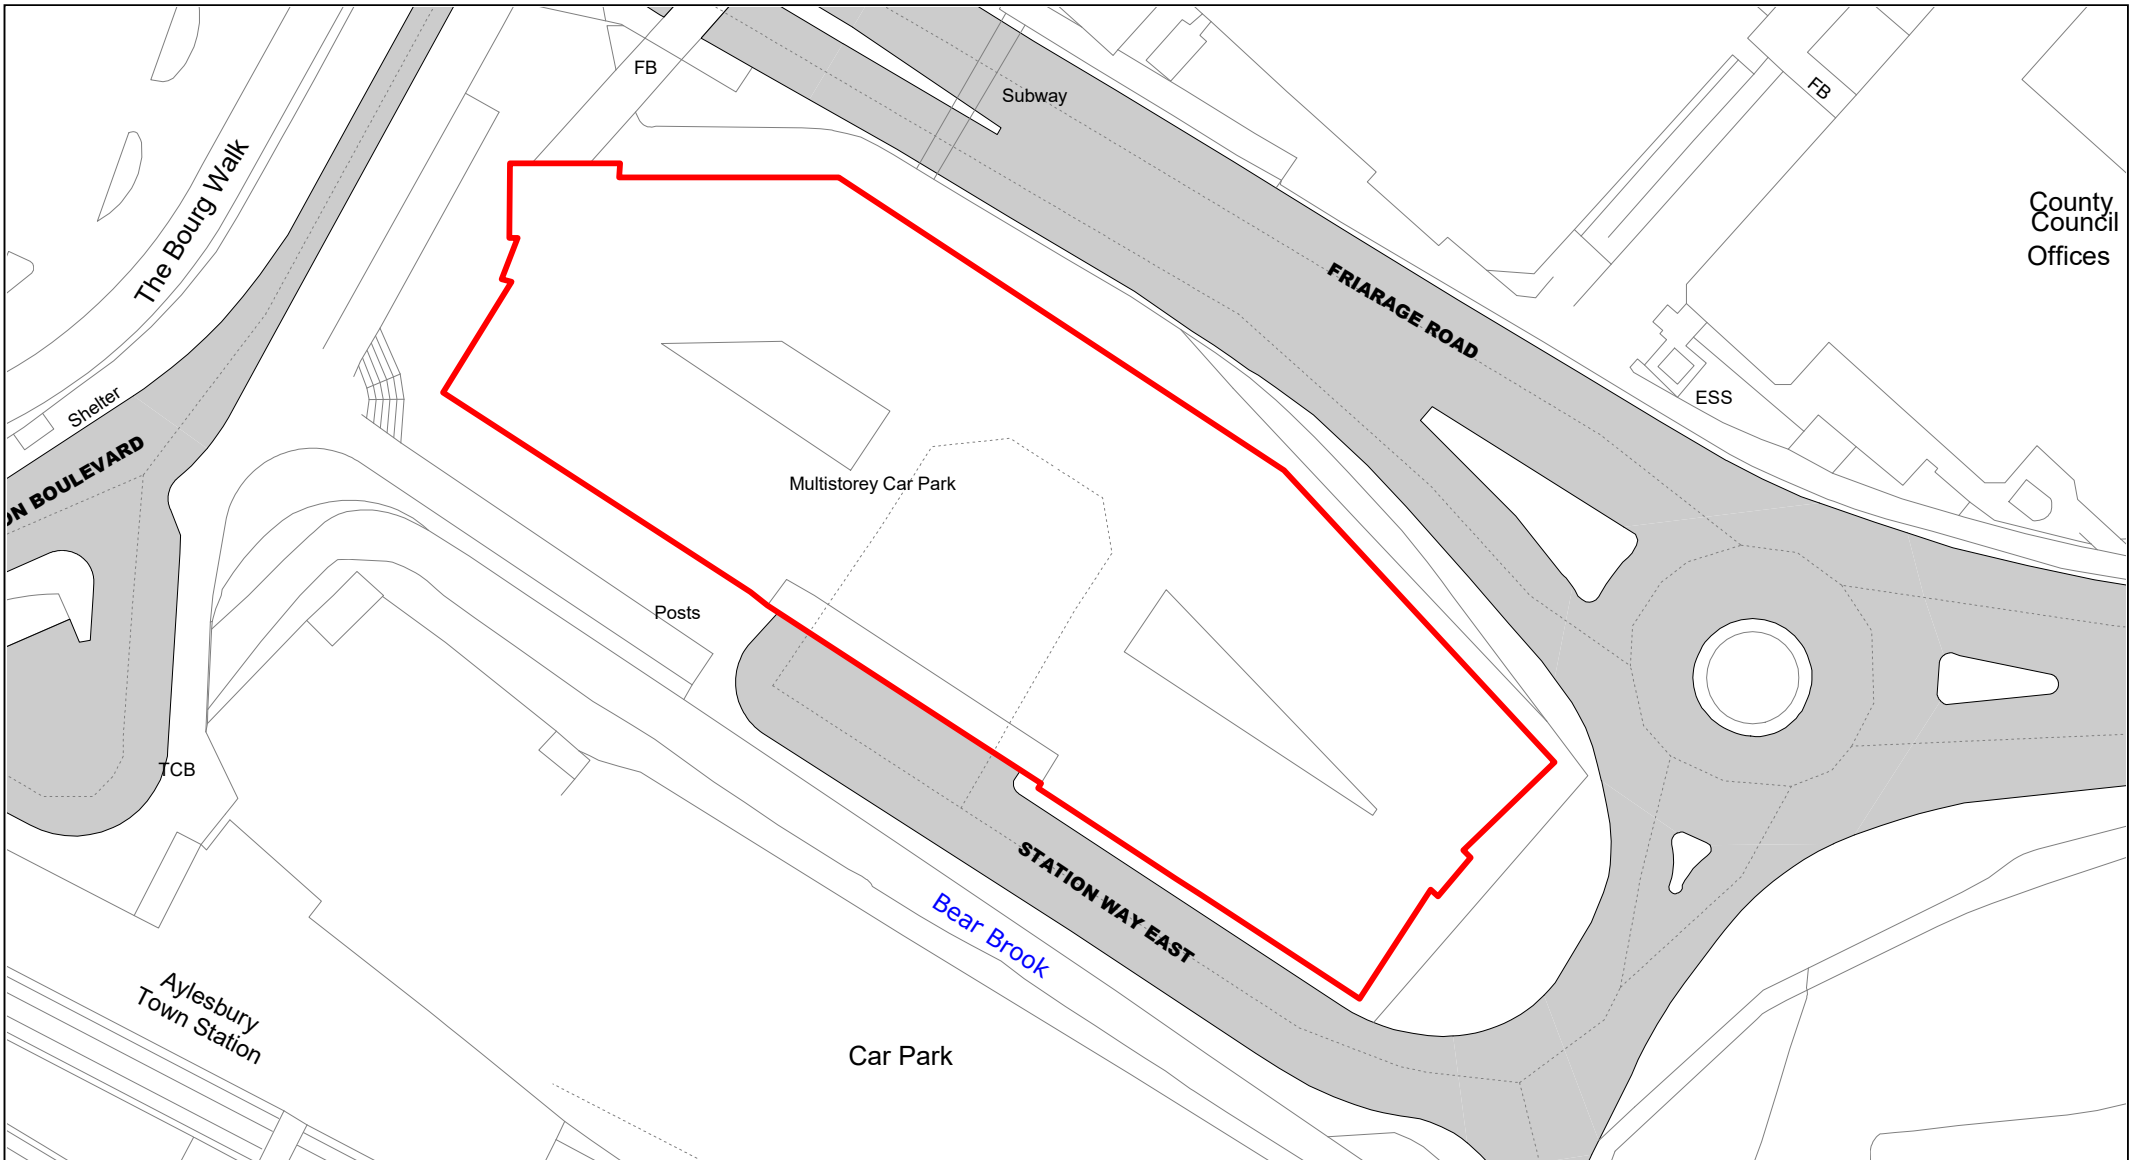 FB
Subway
FB
The Bourg Walk
County
Council
Offices
FRIARAGE ROAD
Shelter
ESS
ON BOULEVARD
Multistorey Car Park
Posts
TCB
STATION WAY EAST
Bear Brook
Aylesbury
Town Station
Car Park